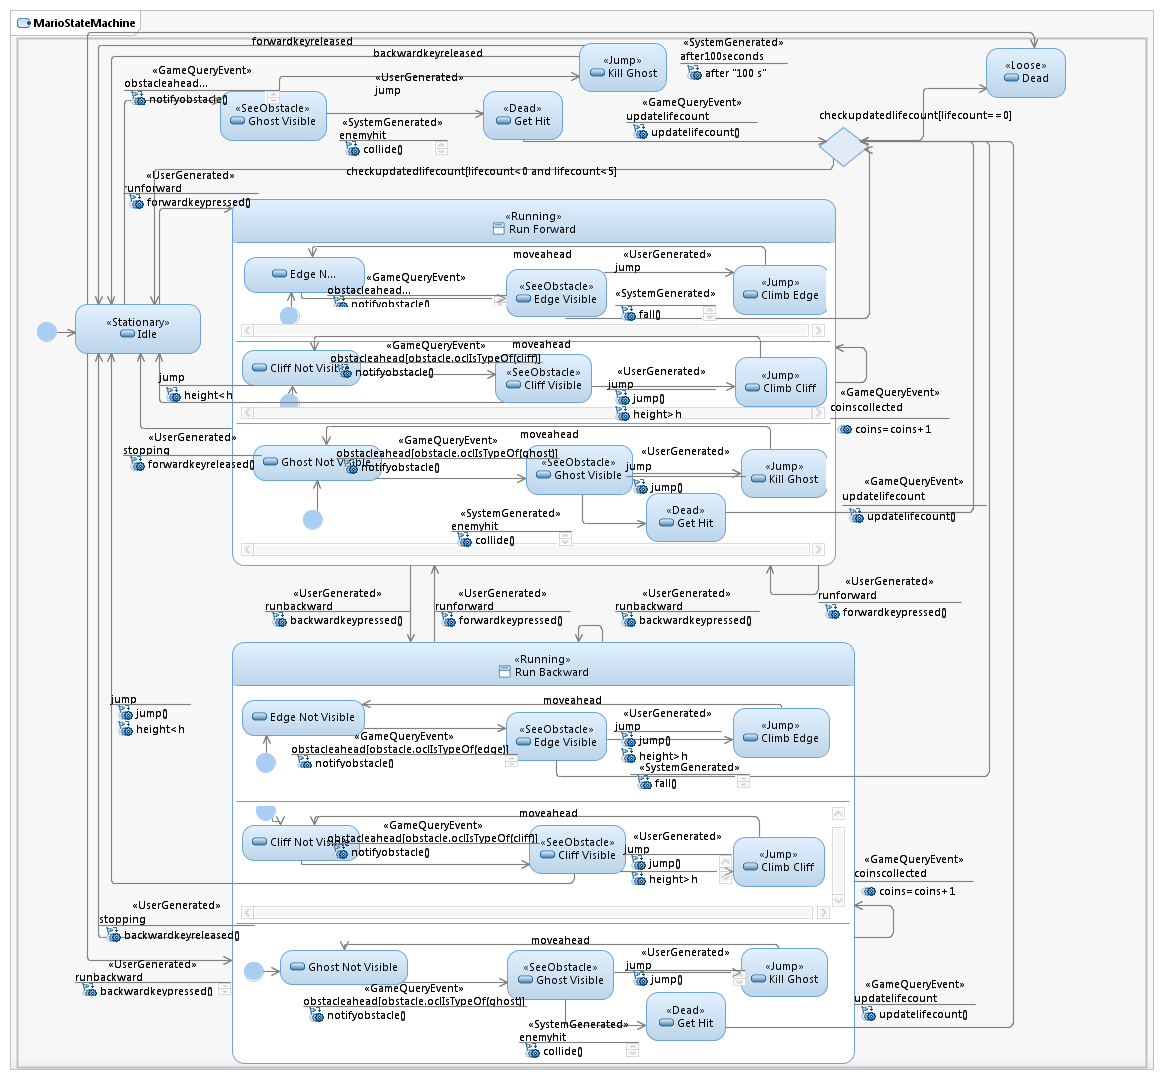 MarioStateMachine
forwardkeyreleased
backwardkeyreleased
«GameQueryEvent»
obstacleahead...
notifyobstacle()
«SeeObstacle»
Ghost Visible
«UserGenerated»
jump
«SystemGenerated»
enemyhit
collide()
«Jump»
Kill Ghost
«Dead»
Get Hit
«SystemGenerated»
after100seconds
after "100 s"
«GameQueryEvent»
updatelifecount
updatelifecount()
«Loose»
Dead
checkupdatedlifecount[lifecount==0]
checkupdatedlifecount[lifecount<0 and lifecount<5]
«UserGenerated»
runforward
forwardkeypressed()
«Running»
Run Forward
moveahead
Edge N...
«GameQueryEvent»
obstacleahead...
notifyobstacle()
«SeeObstacle»
Edge Visible
«UserGenerated»
jump
«SystemGenerated»
fall()
«Jump»
Climb Edge
«Stationary»
Idle
Cliff Not Visible
«GameQueryEvent»
obstacleahead[obstacle.oclIsTypeOf(cliff)]
notifyobstacle()
moveahead
«SeeObstacle»
Cliff Visible
«UserGenerated»
jump
jump()
height>h
«Jump»
Climb Cliff
jump
height<h
«GameQueryEvent»
coinscollected
coins=coins+1
«UserGenerated»
stopping
forwardkeyreleased()
Ghost Not Visible
«GameQueryEvent»
obstacleahead[obstacle.oclIsTypeOf(ghost)]
notifyobstacle()
moveahead
«SeeObstacle»
Ghost Visible
«UserGenerated»
jump
jump()
«Jump»
Kill Ghost
«Dead»
Get Hit
«SystemGenerated»
enemyhit
collide()
«GameQueryEvent»
updatelifecount
updatelifecount()
«UserGenerated»
runbackward
backwardkeypressed()
«UserGenerated»
runforward
forwardkeypressed()
«UserGenerated»
runbackward
backwardkeypressed()
«UserGenerated»
runforward
forwardkeypressed()
«Running»
Run Backward
jump
jump()
height<h
moveahead
Edge Not Visible
«GameQueryEvent»
obstacleahead[obstacle.oclIsTypeOf(edge)]
notifyobstacle()
«SeeObstacle»
Edge Visible
«UserGenerated»
jump
jump()
height>h
«SystemGenerated»
fall()
«Jump»
Climb Edge
moveahead
Cliff Not Visible
«GameQueryEvent»
obstacleahead[obstacle.oclIsTypeOf(cliff)]
notifyobstacle()
«SeeObstacle»
Cliff Visible
«UserGenerated»
jump
jump()
height>h
«Jump»
Climb Cliff
«GameQueryEvent»
coinscollected
coins=coins+1
«UserGenerated»
stopping
backwardkeyreleased()
«UserGenerated»
runbackward
backwardkeypressed()
moveahead
Ghost Not Visible
«GameQueryEvent»
obstacleahead[obstacle.oclIsTypeOf(ghost)]
notifyobstacle()
«SeeObstacle»
Ghost Visible
«UserGenerated»
jump
jump()
«Jump»
Kill Ghost
«Dead»
Get Hit
«SystemGenerated»
enemyhit
collide()
«GameQueryEvent»
updatelifecount
updatelifecount()